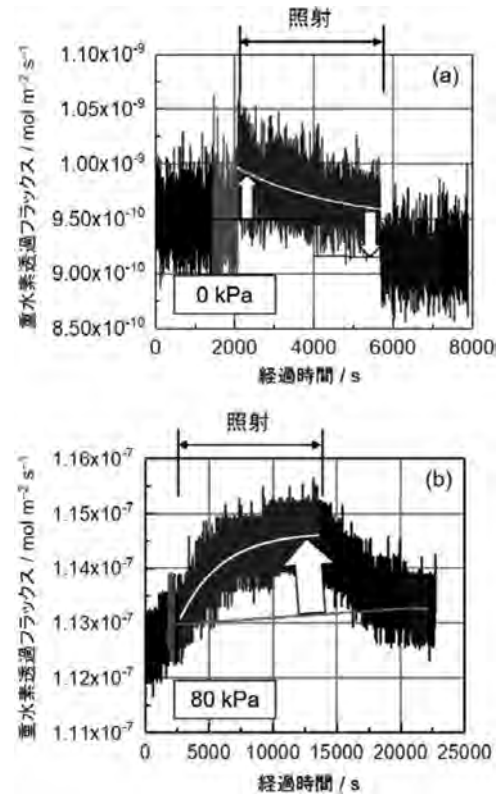 照射
(a)
重水素透過フラックス / mol m⁻² s⁻¹
1.10x10⁻⁹
1.05x10⁻⁹
1.00x10⁻⁹
9.50x10⁻¹⁰
9.00x10⁻¹⁰
8.50x10⁻¹⁰
0 kPa
0 2000 4000 6000 8000
経過時間 / s
照射
(b)
重水素透過フラックス / mol m⁻² s⁻¹
1.16x10⁻⁷
1.15x10⁻⁷
1.14x10⁻⁷
1.13x10⁻⁷
1.12x10⁻⁷
1.11x10⁻⁷
80 kPa
0 5000 10000 15000 20000 25000
経過時間 / s